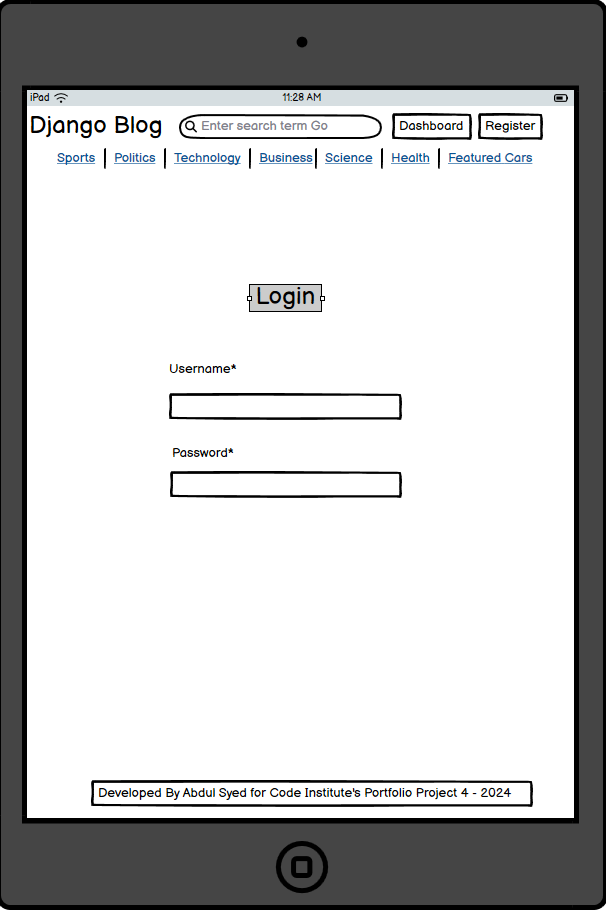 iPad 11:28 AM
Django Blog Enter search term Go Dashboard Register
Sports Politics Technology Business Science Health Featured Cars
Login
Username*
Password*
Developed By Abdul Syed for Code Institute's Portfolio Project 4 - 2024